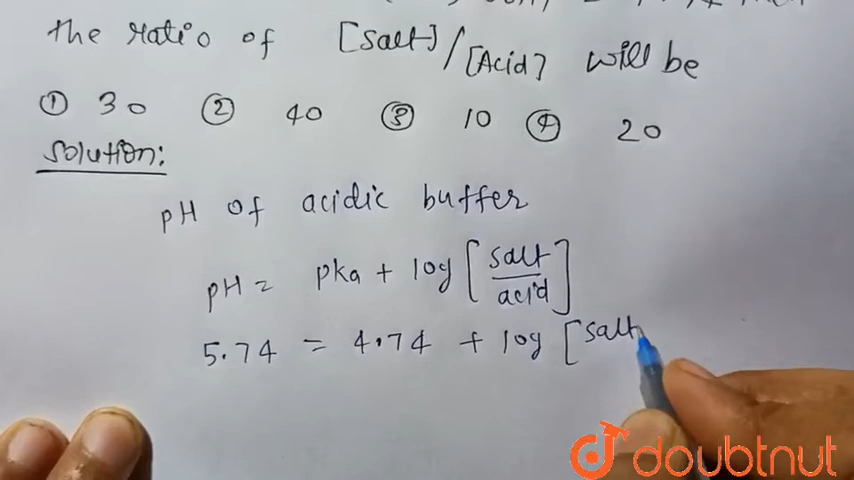 the ratio of [Salt]/[Acid] will be
① 30 ② 40 ③ 10 ④ 20
Solution:
pH of acidic buffer
pH = pka + log [salt/acid]
5.74 = 4.74 + log [salt
doubtnut